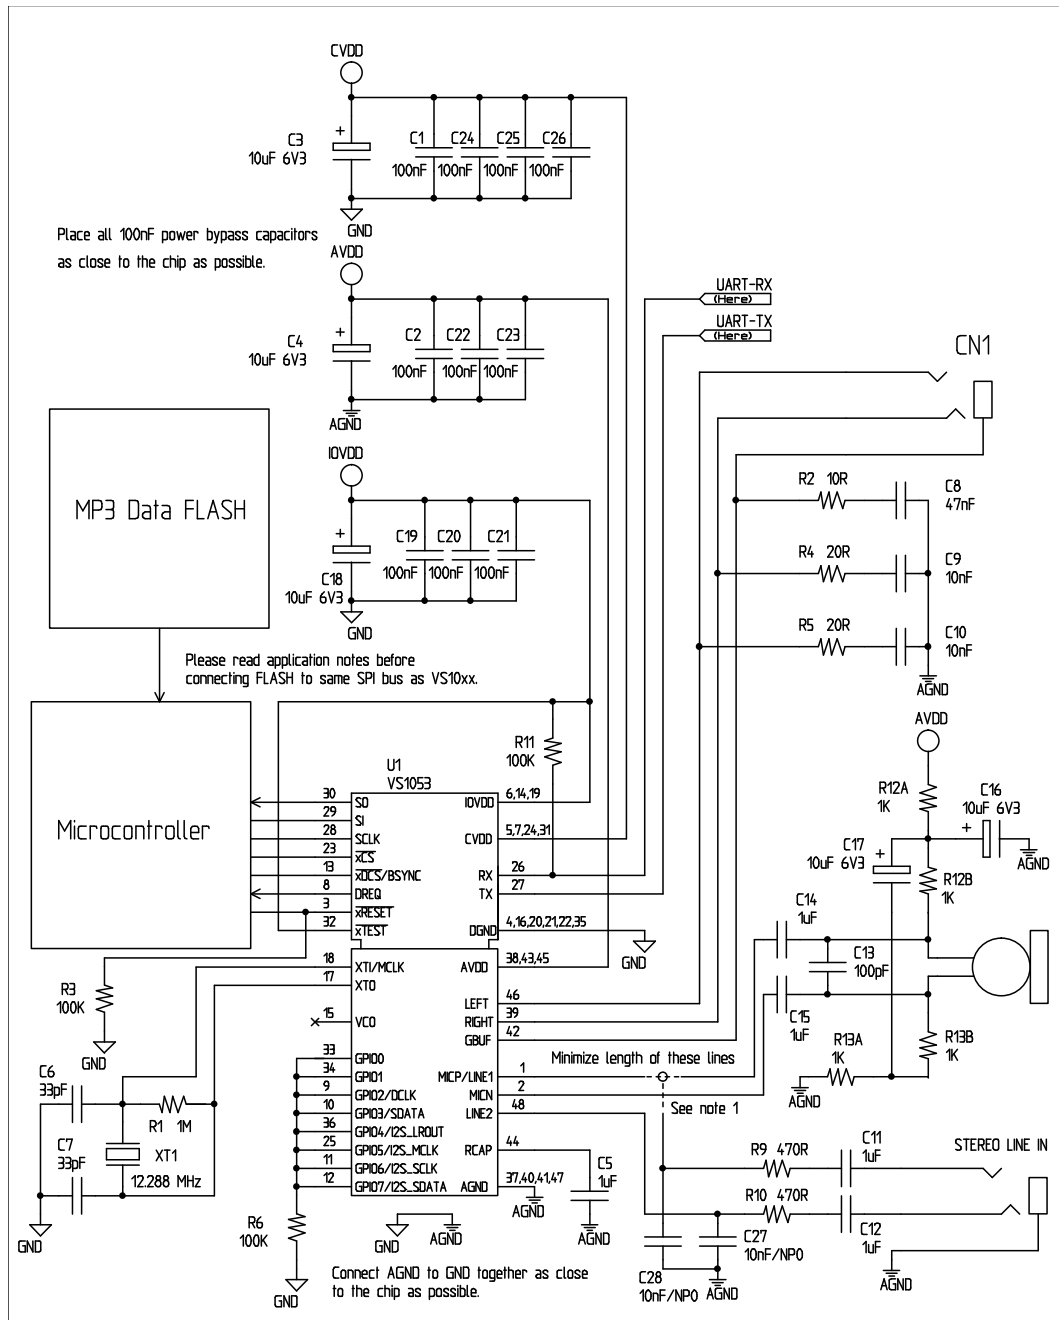 CVDD
C3
10uF 6V3
+
C1 C24 C25 C26
100nF 100nF 100nF 100nF
GND
Place all 100nF power bypass capacitors
as close to the chip as possible.
AVDD
C4
10uF 6V3
+
C2 C22 C23
100nF 100nF 100nF
AGND
UART-RX
(Here)
UART-TX
(Here)
CN1
IOVDD
+
C18
10uF 6V3
C19 C20 C21
100nF 100nF 100nF
GND
MP3 Data FLASH
R2 10R
C8
47nF
R4 20R
C9
10nF
R5 20R
C10
10nF
AGND
Please read application notes before
connecting FLASH to same SPI bus as VS10xx.
R11
100K
U1
VS1053
Microcontroller
30 SO
29 SI
28 SCLK
23 xCS
13 xDCS/BSYNC
8 DREQ
3 xRESET
32 xTEST
IOVDD 6,14,19
CVDD 5,7,24,31
RX 26
TX 27
DGND 4,16,20,21,22,35
GND
18 XTI/MCLK
17 XTO
15 VCO
33 GPIO0
34 GPIO1
9 GPIO2/DCLK
10 GPIO3/SDATA
36 GPIO4/I2S_LROUT
25 GPIO5/I2S_MCLK
11 GPIO6/I2S_SCLK
12 GPIO7/I2S_SDATA
AVDD 38,43,45
LEFT 46
RIGHT 39
GBUF 42
MICP/LINE1 1
MICN 2
LINE2 48
RCAP 44
AGND 37,40,41,47
AGND
AVDD
R12A
1K
C16
10uF 6V3
+
AGND
C17
10uF 6V3
+
R12B
1K
C14
1uF
C13
100pF
C15
1uF
R13A
1K
R13B
1K
AGND
Minimize length of these lines
See note 1
R3
100K
GND
C6
33pF
R1 1M
C7
33pF
XT1
12.288 MHz
GND
R6
100K
GND
GND
AGND
Connect AGND to GND together as close
to the chip as possible.
C5
1uF
AGND
R9 470R
C11
1uF
STEREO LINE IN
R10 470R
C12
1uF
C27
10nF/NP0
C28
10nF/NP0
AGND
AGND